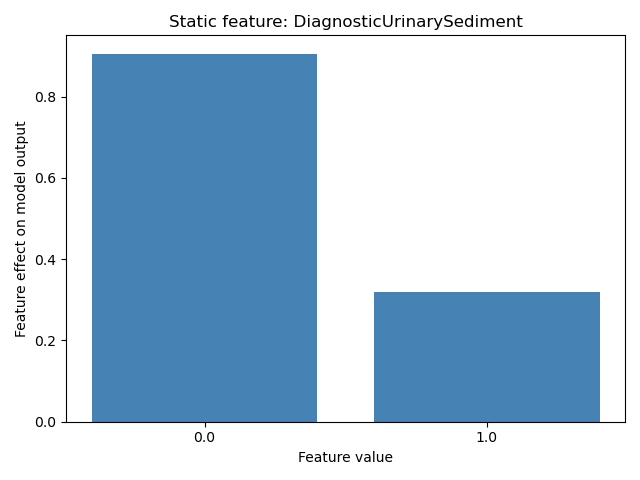 Static feature: DiagnosticUrinarySediment
Feature effect on model output
0.8
0.6
0.4
0.2
0.0
0.0 1.0
Feature value